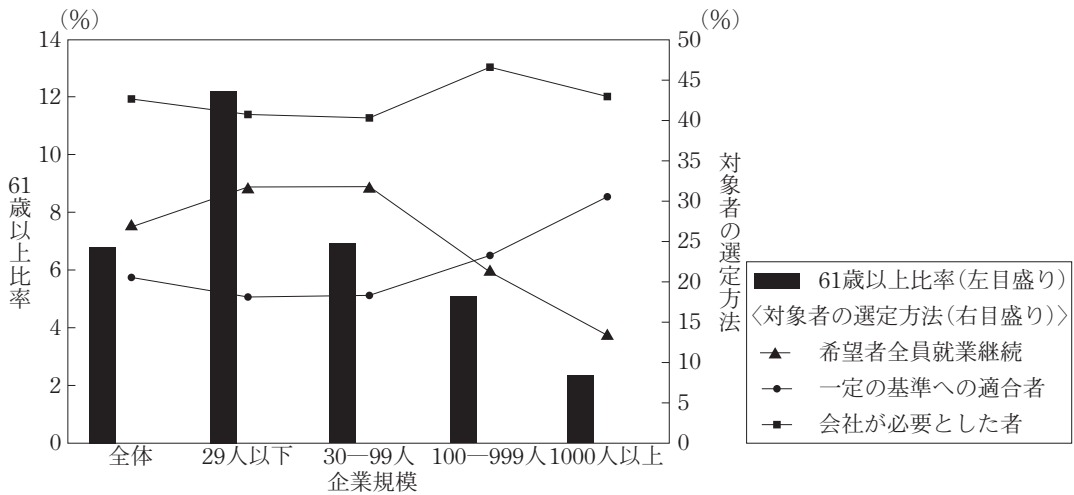 (%)
14
12
10
8
6
4
2
0
61歳以上比率
(%)
50
45
40
35
30
25
20
15
10
5
0
対象者の選定方法
全体
29人以下
30―99人
100―999人
1000人以上
企業規模
61歳以上比率(左目盛り)
〈対象者の選定方法(右目盛り)〉
希望者全員就業継続
一定の基準への適合者
会社が必要とした者